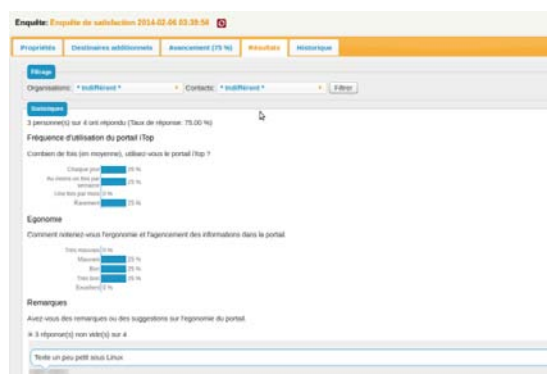 Enquête: Enquête de satisfaction 2014-02-06 03:39:54
Propriétés Destinaires additionnels Avancement (75 %) Résultats Historique
Filtrage
Organisations: * Indifférent * Contacts: * Indifférent * Filtrer
Statistiques
3 personne(s) sur 4 ont répondu (Taux de réponse: 75.00 %)
Fréquence d'utilisation du portail iTop
Combien de fois (en moyenne), utilisez-vous le portail iTop ?
Chaque jour 25 %
Au moins un fois par
semaine 25 %
Une fois par mois 0 %
Rarement 25 %
Egonomie
Comment noteriez-vous l'ergonomie et l'agencement des informations dans le portail.
Très mauvais 0 %
Mauvais 25 %
Bon 25 %
Très bon 25 %
Excellent 0 %
Remarques
Avez-vous des remarques ou des suggestions sur l'egonomie du portail.
3 réponse(s) non vide(s) sur 4
Texte un peu petit sous Linux